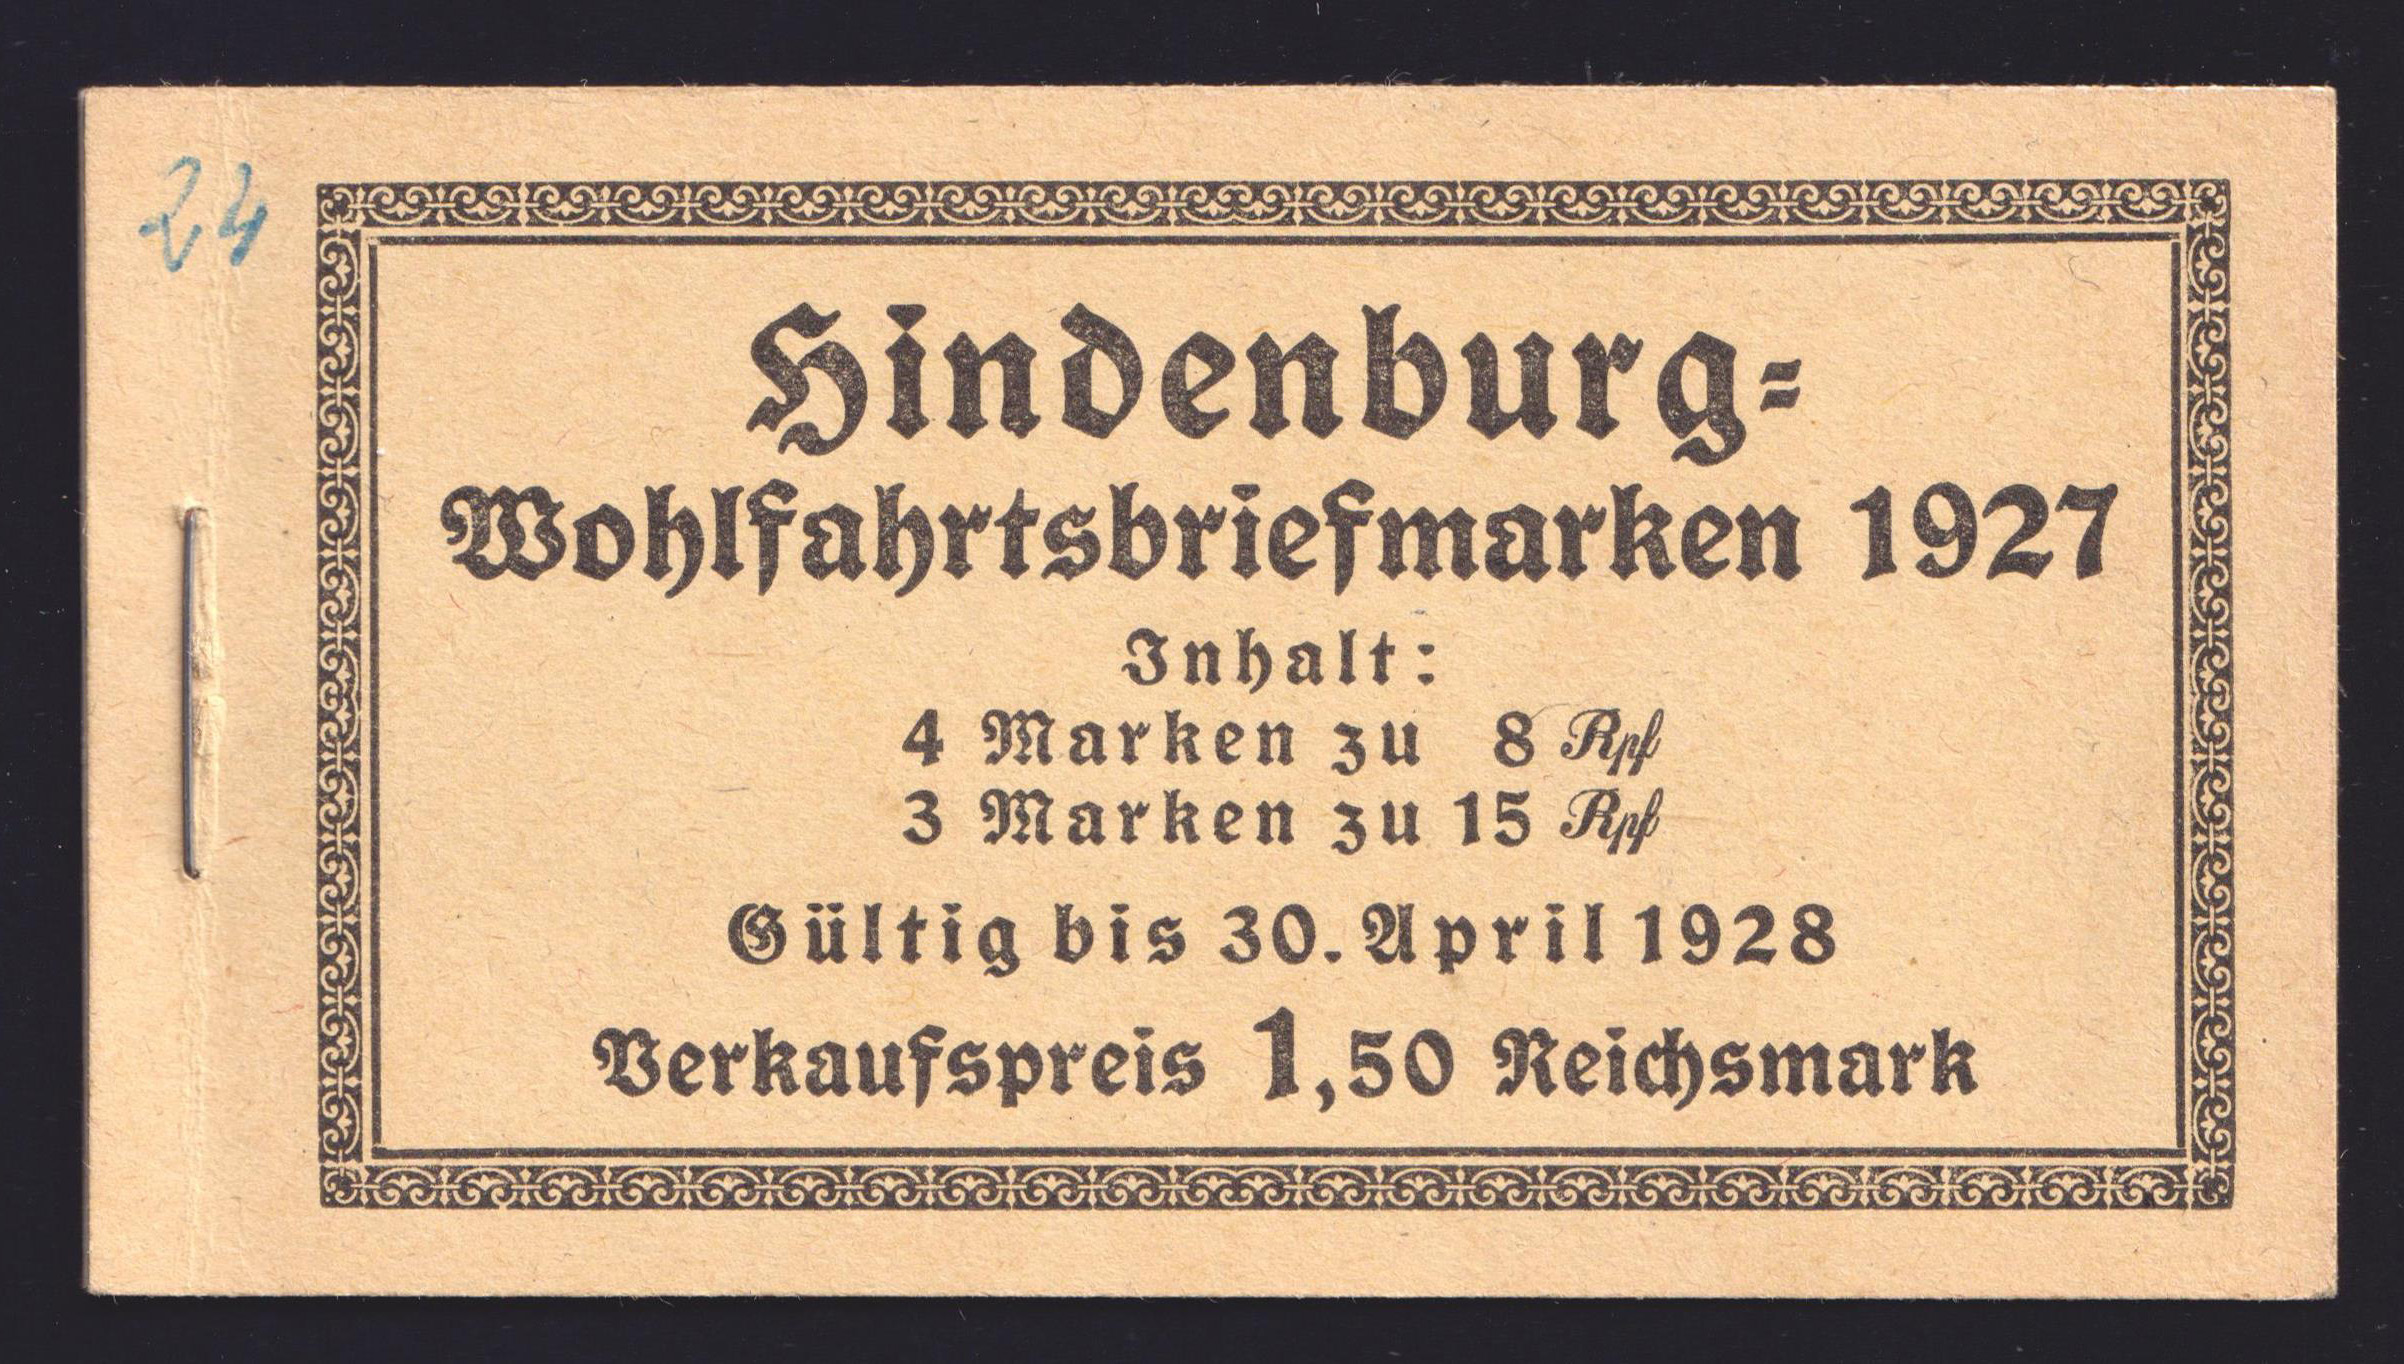 24
Hindenburg=
Wohlfahrtsbriefmarken 1927
Inhalt:
4 Marken zu 8 Rpf
3 Marken zu 15 Rpf
Gültig bis 30. April 1928
Verkaufspreis 1,50 Reichsmark